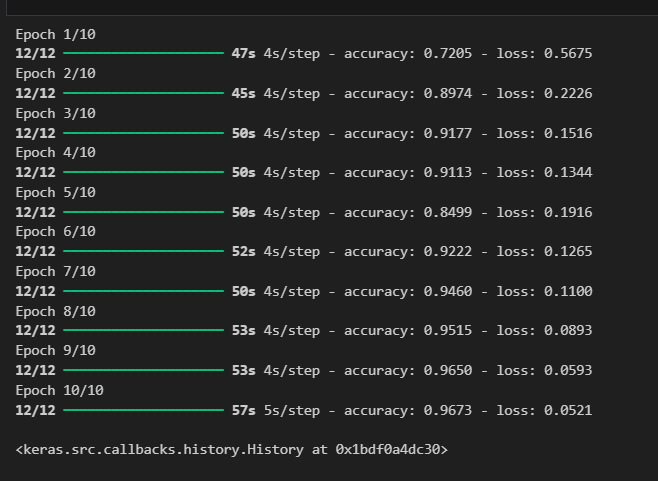 Epoch 1/10
12/12 ━━━━━━━━━━━━━━━━━━━━ 47s 4s/step - accuracy: 0.7205 - loss: 0.5675
Epoch 2/10
12/12 ━━━━━━━━━━━━━━━━━━━━ 45s 4s/step - accuracy: 0.8974 - loss: 0.2226
Epoch 3/10
12/12 ━━━━━━━━━━━━━━━━━━━━ 50s 4s/step - accuracy: 0.9177 - loss: 0.1516
Epoch 4/10
12/12 ━━━━━━━━━━━━━━━━━━━━ 50s 4s/step - accuracy: 0.9113 - loss: 0.1344
Epoch 5/10
12/12 ━━━━━━━━━━━━━━━━━━━━ 50s 4s/step - accuracy: 0.8499 - loss: 0.1916
Epoch 6/10
12/12 ━━━━━━━━━━━━━━━━━━━━ 52s 4s/step - accuracy: 0.9222 - loss: 0.1265
Epoch 7/10
12/12 ━━━━━━━━━━━━━━━━━━━━ 50s 4s/step - accuracy: 0.9460 - loss: 0.1100
Epoch 8/10
12/12 ━━━━━━━━━━━━━━━━━━━━ 53s 4s/step - accuracy: 0.9515 - loss: 0.0893
Epoch 9/10
12/12 ━━━━━━━━━━━━━━━━━━━━ 53s 4s/step - accuracy: 0.9650 - loss: 0.0593
Epoch 10/10
12/12 ━━━━━━━━━━━━━━━━━━━━ 57s 5s/step - accuracy: 0.9673 - loss: 0.0521
<keras.src.callbacks.history.History at 0x1bdf0a4dc30>